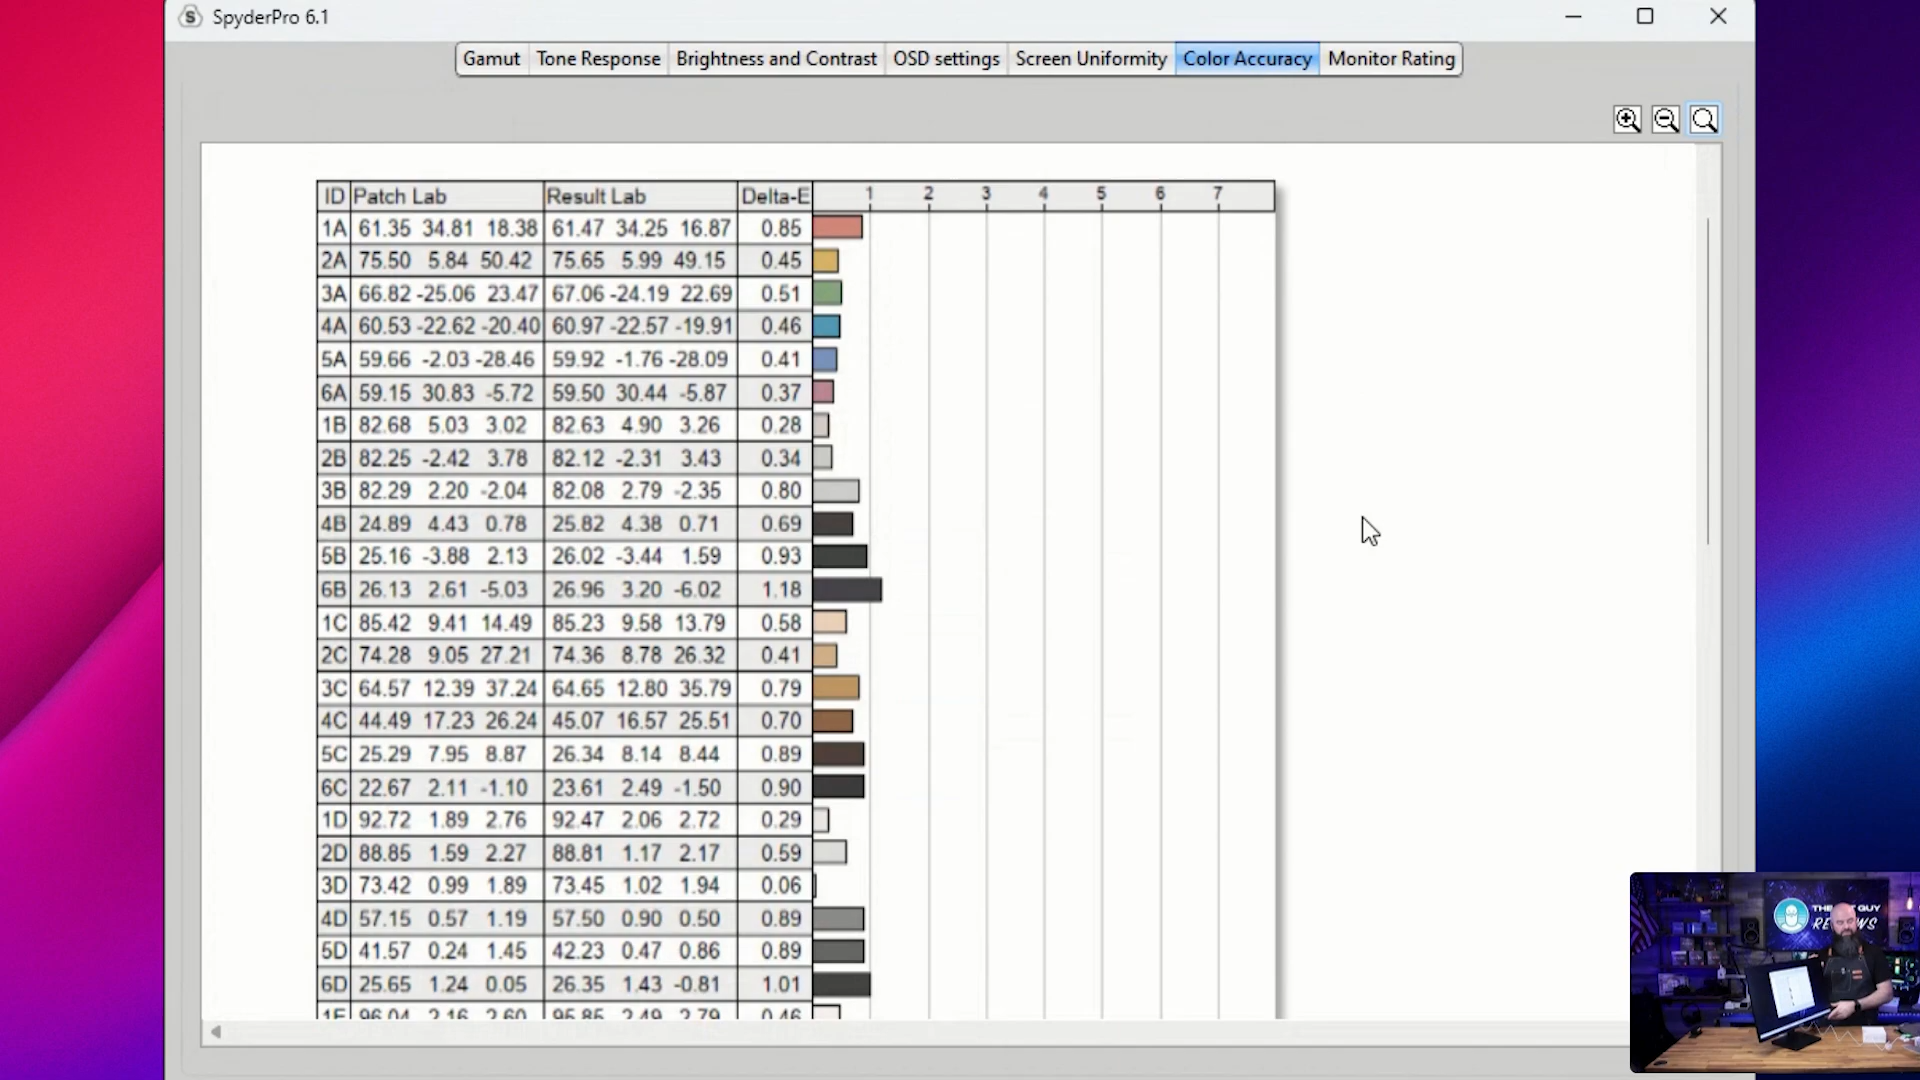 SpyderPro 6.1
Gamut Tone Response Brightness and Contrast OSD settings Screen Uniformity Color Accuracy Monitor Rating
ID Patch Lab Result Lab Delta-E 1 2 3 4 5 6 7
1A 61.35 34.81 18.38 61.47 34.25 16.87 0.85
2A 75.50 5.84 50.42 75.65 5.99 49.15 0.45
3A 66.82 -25.06 23.47 67.06 -24.19 22.69 0.51
4A 60.53 -22.62 -20.40 60.97 -22.57 -19.91 0.46
5A 59.66 -2.03 -28.46 59.92 -1.76 -28.09 0.41
6A 59.15 30.83 -5.72 59.50 30.44 -5.87 0.37
1B 82.68 5.03 3.02 82.63 4.90 3.26 0.28
2B 82.25 -2.42 3.78 82.12 -2.31 3.43 0.34
3B 82.29 2.20 -2.04 82.08 2.79 -2.35 0.80
4B 24.89 4.43 0.78 25.82 4.38 0.71 0.69
5B 25.16 -3.88 2.13 26.02 -3.44 1.59 0.93
6B 26.13 2.61 -5.03 26.96 3.20 -6.02 1.18
1C 85.42 9.41 14.49 85.23 9.58 13.79 0.58
2C 74.28 9.05 27.21 74.36 8.78 26.32 0.41
3C 64.57 12.39 37.24 64.65 12.80 35.79 0.79
4C 44.49 17.23 26.24 45.07 16.57 25.51 0.70
5C 25.29 7.95 8.87 26.34 8.14 8.44 0.89
6C 22.67 2.11 -1.10 23.61 2.49 -1.50 0.90
1D 92.72 1.89 2.76 92.47 2.06 2.72 0.29
2D 88.85 1.59 2.27 88.81 1.17 2.17 0.59
3D 73.42 0.99 1.89 73.45 1.02 1.94 0.06
4D 57.15 0.57 1.19 57.50 0.90 0.50 0.89
5D 41.57 0.24 1.45 42.23 0.47 0.86 0.89
6D 25.65 1.24 0.05 26.35 1.43 -0.81 1.01
1E 96.04 2.16 2.60 95.85 2.49 2.79 0.46
GUY